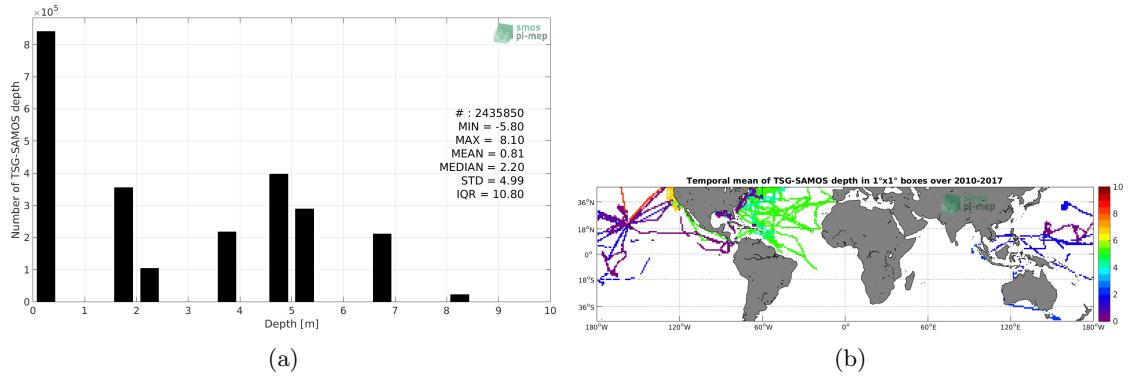 ×10⁵
smos
pi-mep
8
7
6
5
4
3
2
1
0
Number of TSG-SAMOS depth
# : 2435850
MIN = -5.80
MAX = 8.10
MEAN = 0.81
MEDIAN = 2.20
STD = 4.99
IQR = 10.80
0 1 2 3 4 5 6 7 8 9 10
Depth [m]
(a)
Temporal mean of TSG-SAMOS depth in 1°x1° boxes over 2010-2017
smos
pi-mep
36°N
18°N
0°
18°S
36°S
180°W 120°W 60°W 0° 60°E 120°E 180°E
10
8
6
4
2
0
(b)